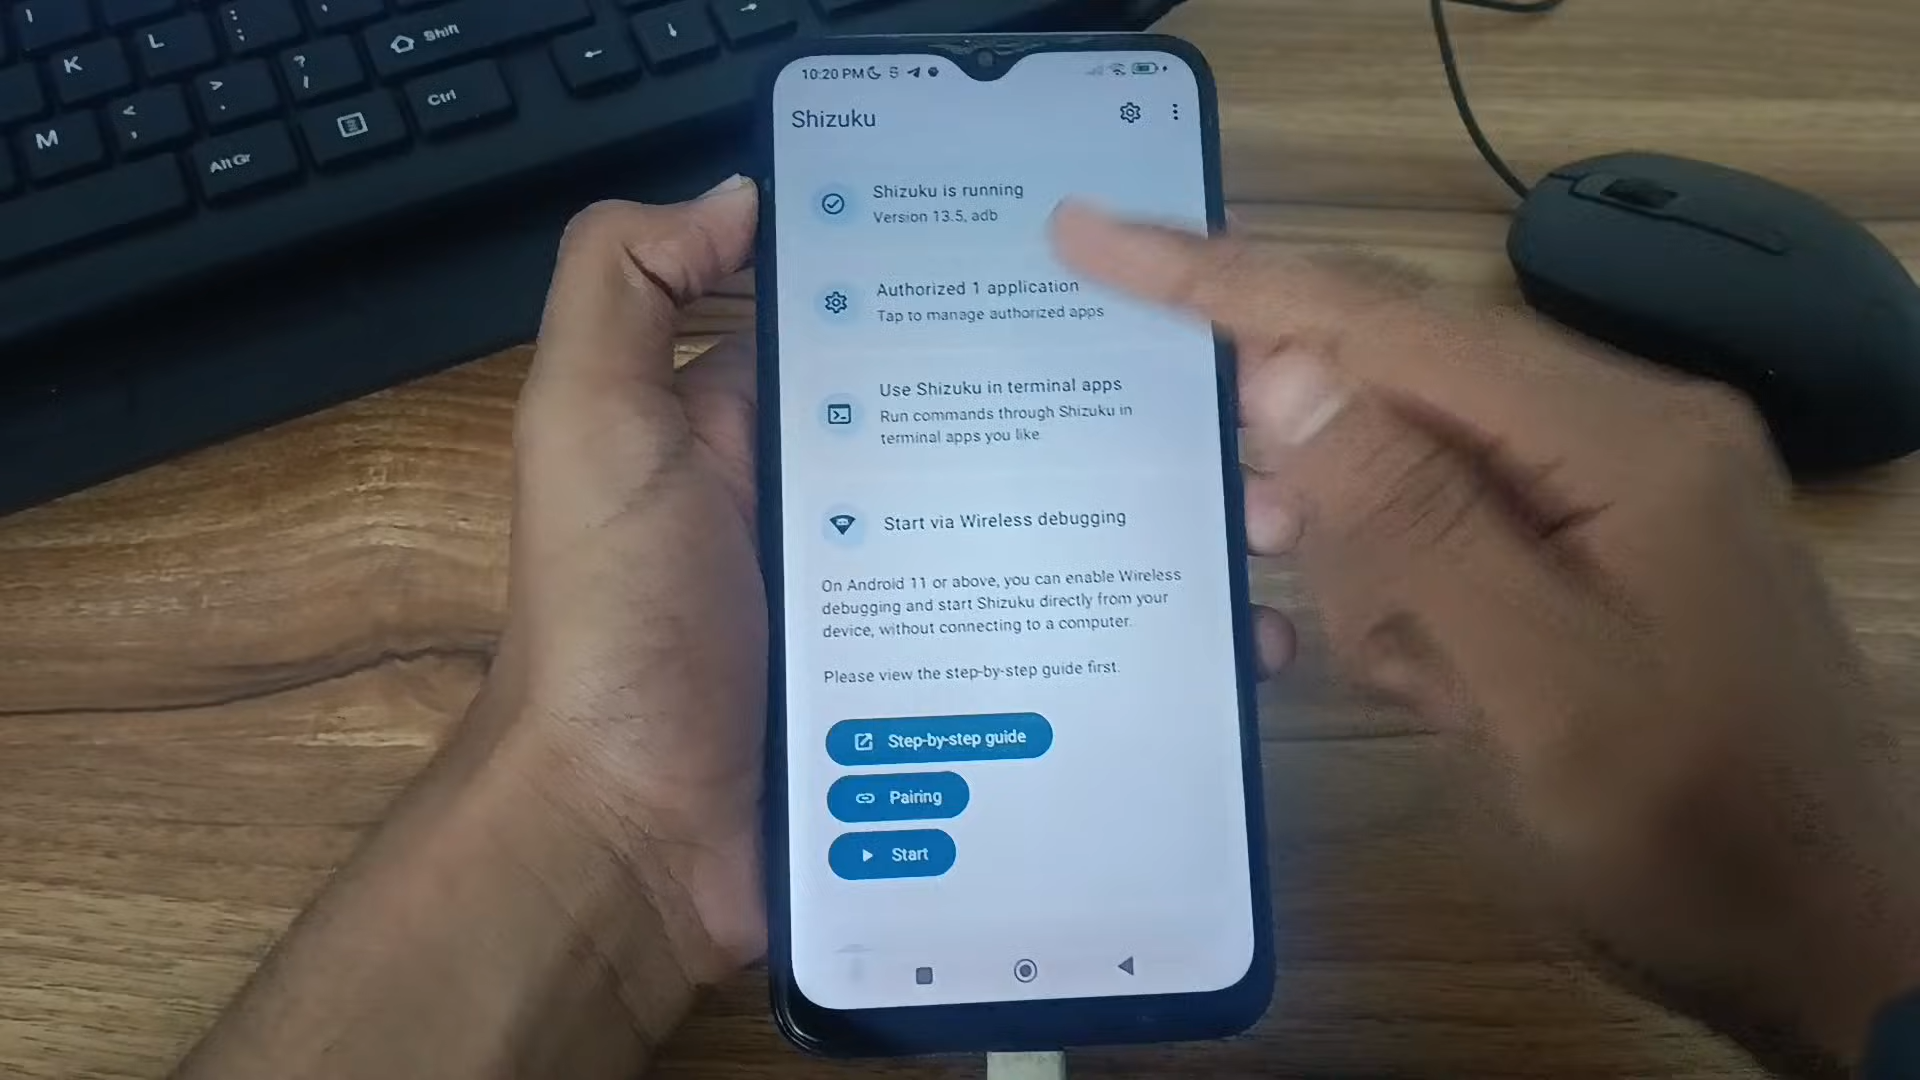 K
L
:
;
?
/
Shift
>
.
<
,
M
Ctrl
Alt Gr
10:20 PM
Shizuku
Shizuku is running
Version 13.5, adb
Authorized 1 application
Tap to manage authorized apps
Use Shizuku in terminal apps
Run commands through Shizuku in
terminal apps you like
Start via Wireless debugging
On Android 11 or above, you can enable Wireless
debugging and start Shizuku directly from your
device, without connecting to a computer.
Please view the step-by-step guide first.
Step-by-step guide
Pairing
Start